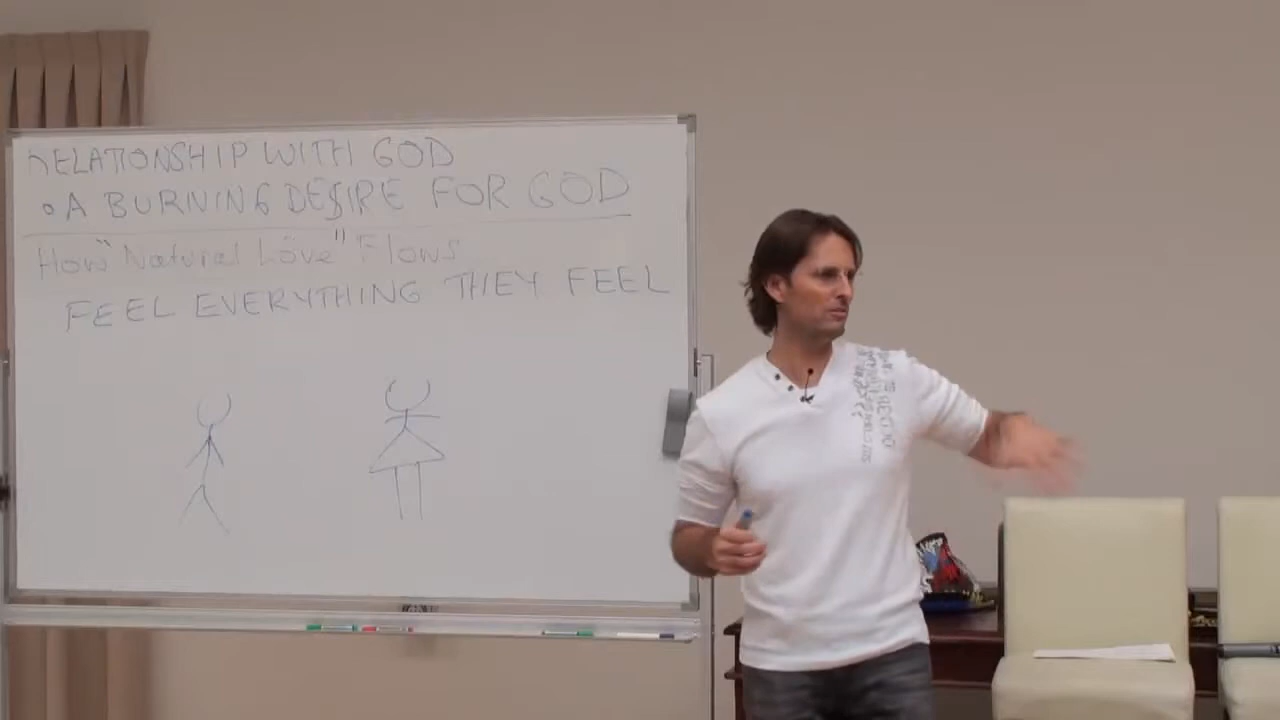 RELATIONSHIP WITH GOD
• A BURNING DESIRE FOR GOD
How "Natural Love" Flows
FEEL EVERYTHING THEY FEEL